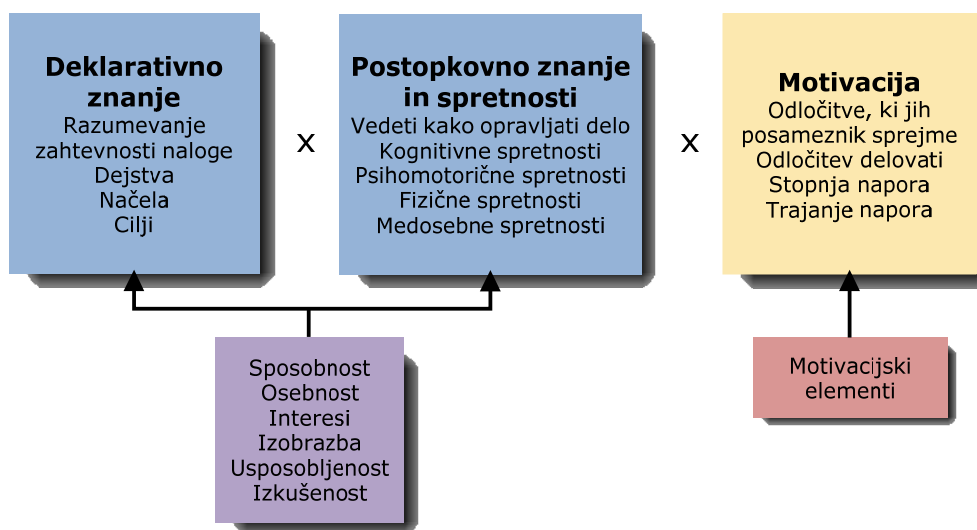 Deklarativno
znanje
Razumevanje
zahtevnosti naloge
Dejstva
Načela
Cilji
x
Postopkovno znanje
in spretnosti
Vedeti kako opravljati delo
Kognitivne spretnosti
Psihomotorične spretnosti
Fizične spretnosti
Medosebne spretnosti
x
Motivacija
Odločitve, ki jih
posameznik sprejme
Odločitev delovati
Stopnja napora
Trajanje napora
Sposobnost
Osebnost
Interesi
Izobrazba
Usposobljenost
Izkušenost
Motivacijski
elementi